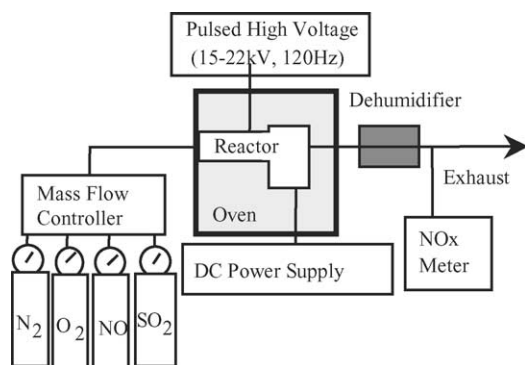 Pulsed High Voltage
(15-22kV, 120Hz)
Dehumidifier
Reactor
Mass Flow
Controller
Exhaust
Oven
NOx
Meter
DC Power Supply
N2 O2 NO SO2